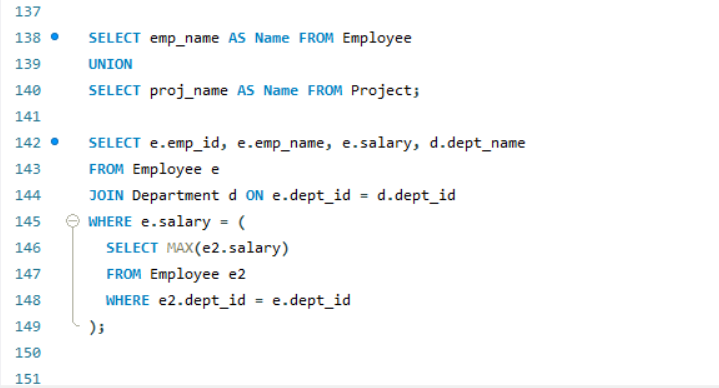 137
138 SELECT emp_name AS Name FROM Employee
139 UNION
140 SELECT proj_name AS Name FROM Project;
141
142 SELECT e.emp_id, e.emp_name, e.salary, d.dept_name
143 FROM Employee e
144 JOIN Department d ON e.dept_id = d.dept_id
145 WHERE e.salary = (
146 SELECT MAX(e2.salary)
147 FROM Employee e2
148 WHERE e2.dept_id = e.dept_id
149 );
150
151